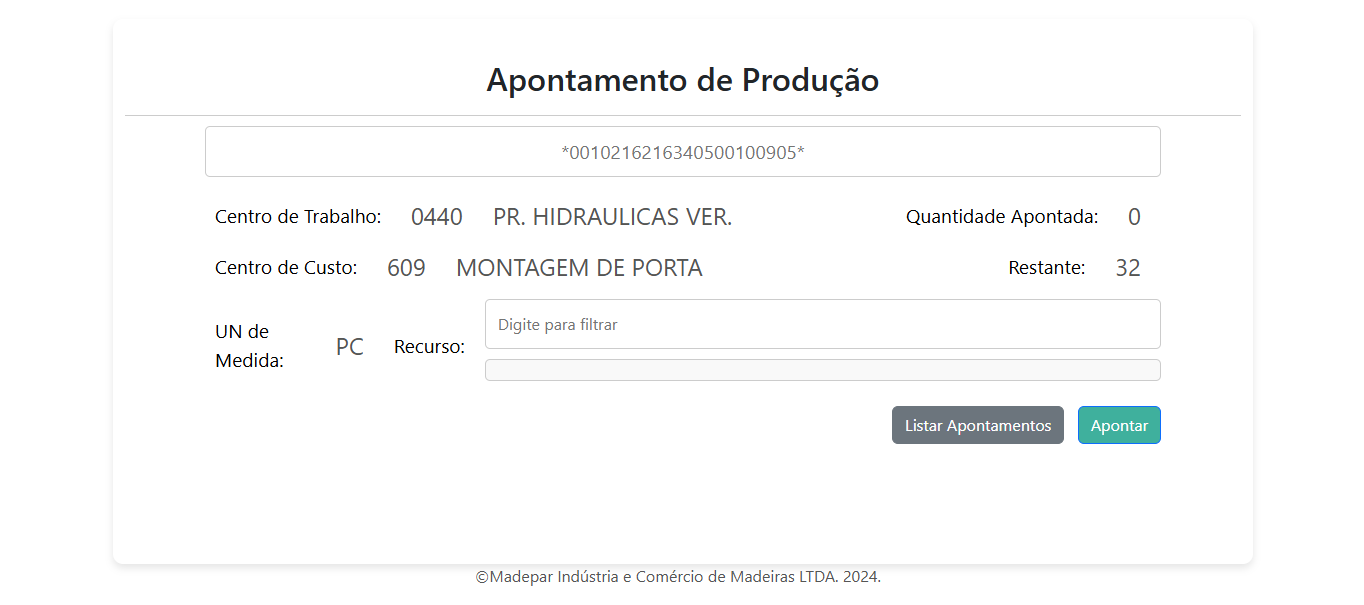 Apontamento de Produção
*0010216216340500100905*
Centro de Trabalho: 0440 PR. HIDRAULICAS VER. Quantidade Apontada: 0
Centro de Custo: 609 MONTAGEM DE PORTA Restante: 32
UN de
Medida:
PC
Recurso:
Digite para filtrar
Listar Apontamentos Apontar
©Madepar Indústria e Comércio de Madeiras LTDA. 2024.